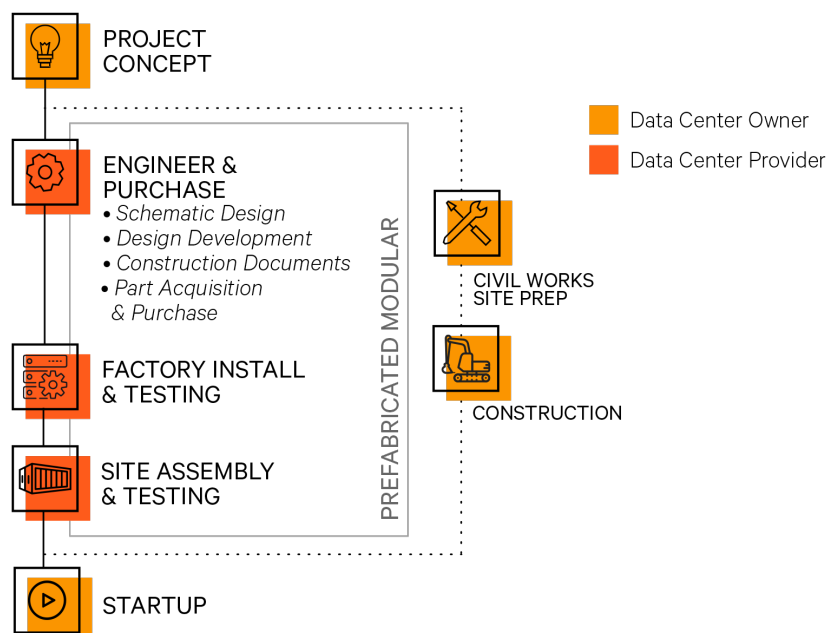 PROJECT
CONCEPT
Data Center Owner
Data Center Provider
ENGINEER &
PURCHASE
• Schematic Design
• Design Development
• Construction Documents
• Part Acquisition
& Purchase
PREFABRICATED MODULAR
CIVIL WORKS
SITE PREP
FACTORY INSTALL
& TESTING
CONSTRUCTION
SITE ASSEMBLY
& TESTING
STARTUP